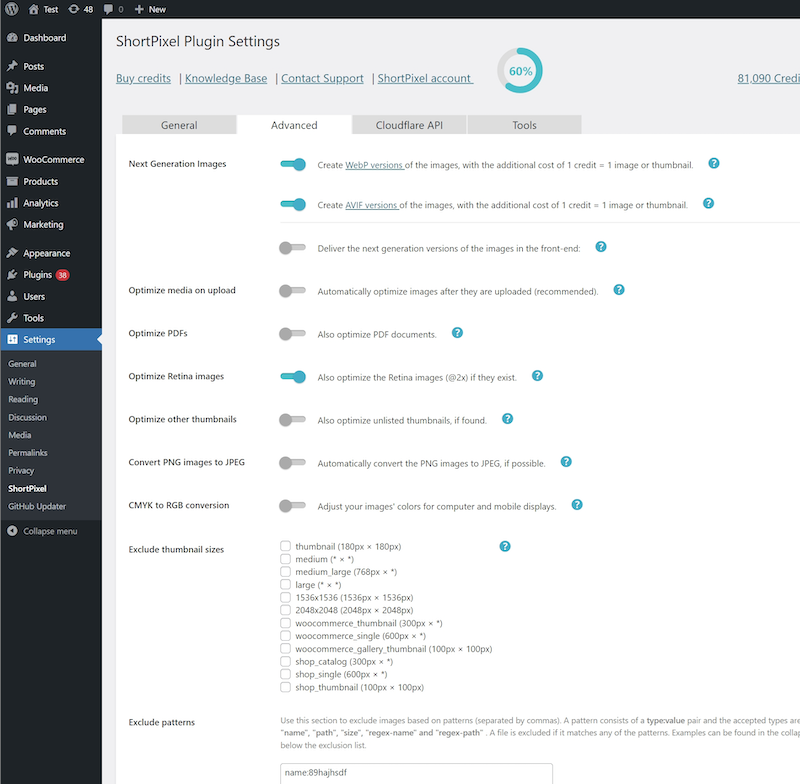 Test 48 0 New
Dashboard
Posts
Media
Pages
Comments
WooCommerce
Products
Analytics
Marketing
Appearance
Plugins 38
Users
Tools
Settings
General
Writing
Reading
Discussion
Media
Permalinks
Privacy
ShortPixel
GitHub Updater
Collapse menu
ShortPixel Plugin Settings
Buy credits | Knowledge Base | Contact Support | ShortPixel account 60% 81,090 Credi
General Advanced Cloudflare API Tools
Next Generation Images Create WebP versions of the images, with the additional cost of 1 credit = 1 image or thumbnail. ?
Create AVIF versions of the images, with the additional cost of 1 credit = 1 image or thumbnail. ?
Deliver the next generation versions of the images in the front-end: ?
Optimize media on upload Automatically optimize images after they are uploaded (recommended). ?
Optimize PDFs Also optimize PDF documents. ?
Optimize Retina images Also optimize the Retina images (@2x) if they exist. ?
Optimize other thumbnails Also optimize unlisted thumbnails, if found. ?
Convert PNG images to JPEG Automatically convert the PNG images to JPEG, if possible. ?
CMYK to RGB conversion Adjust your images' colors for computer and mobile displays. ?
Exclude thumbnail sizes thumbnail (180px × 180px) ?
medium (* × *)
medium_large (768px × *)
large (* × *)
1536x1536 (1536px × 1536px)
2048x2048 (2048px × 2048px)
woocommerce_thumbnail (300px × *)
woocommerce_single (600px × *)
woocommerce_gallery_thumbnail (100px × 100px)
shop_catalog (300px × *)
shop_single (600px × *)
shop_thumbnail (100px × 100px)
Exclude patterns Use this section to exclude images based on patterns (separated by commas). A pattern consists of a type:value pair and the accepted types are
"name", "path", "size", "regex-name" and "regex-path" . A file is excluded if it matches any of the patterns. Examples can be found in the collap
below the exclusion list.
name:89hajhsdf